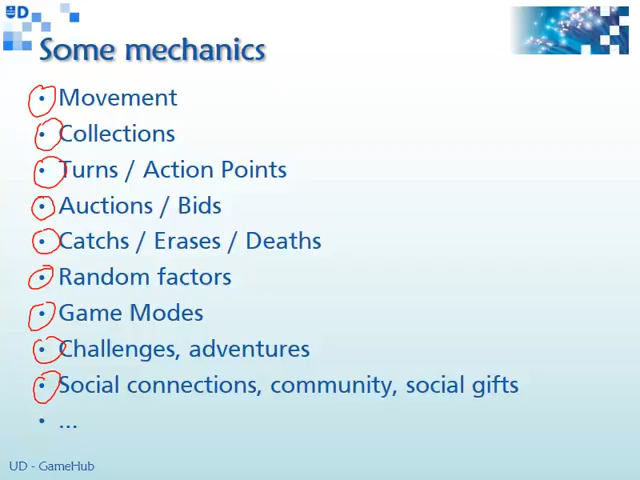 UD
Some mechanics
• Movement
• Collections
• Turns / Action Points
• Auctions / Bids
• Catchs / Erases / Deaths
• Random factors
• Game Modes
• Challenges, adventures
• Social connections, community, social gifts
• ...
UD - GameHub